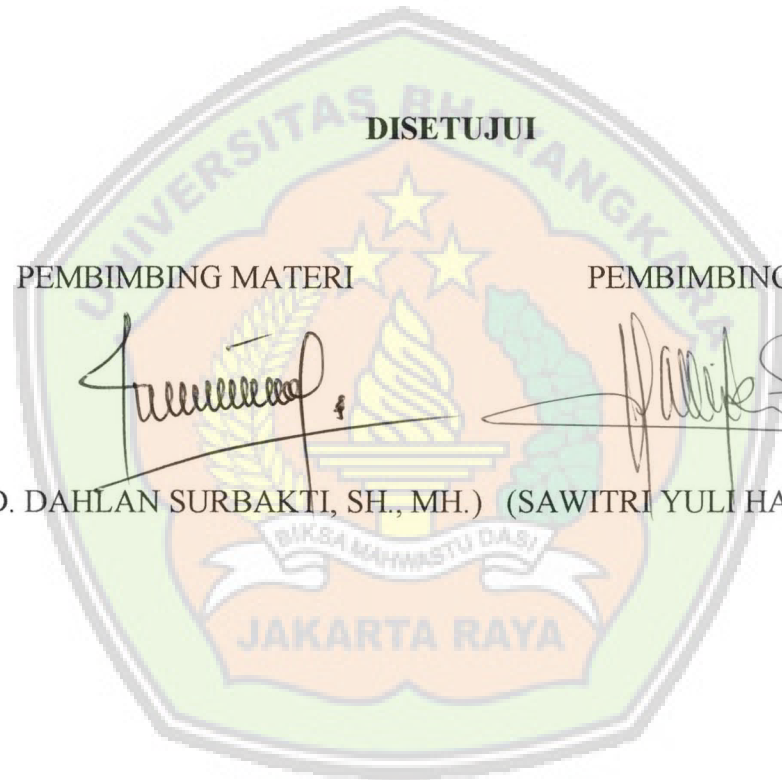 DISETUJUI
UNIVERSITAS BHAYANGKARA
PEMBIMBING MATERI PEMBIMBING
D. DAHLAN SURBAKTI, SH., MH.) (SAWITRI YULI HA
BIKSA MAHWASTU DASI
JAKARTA RAYA